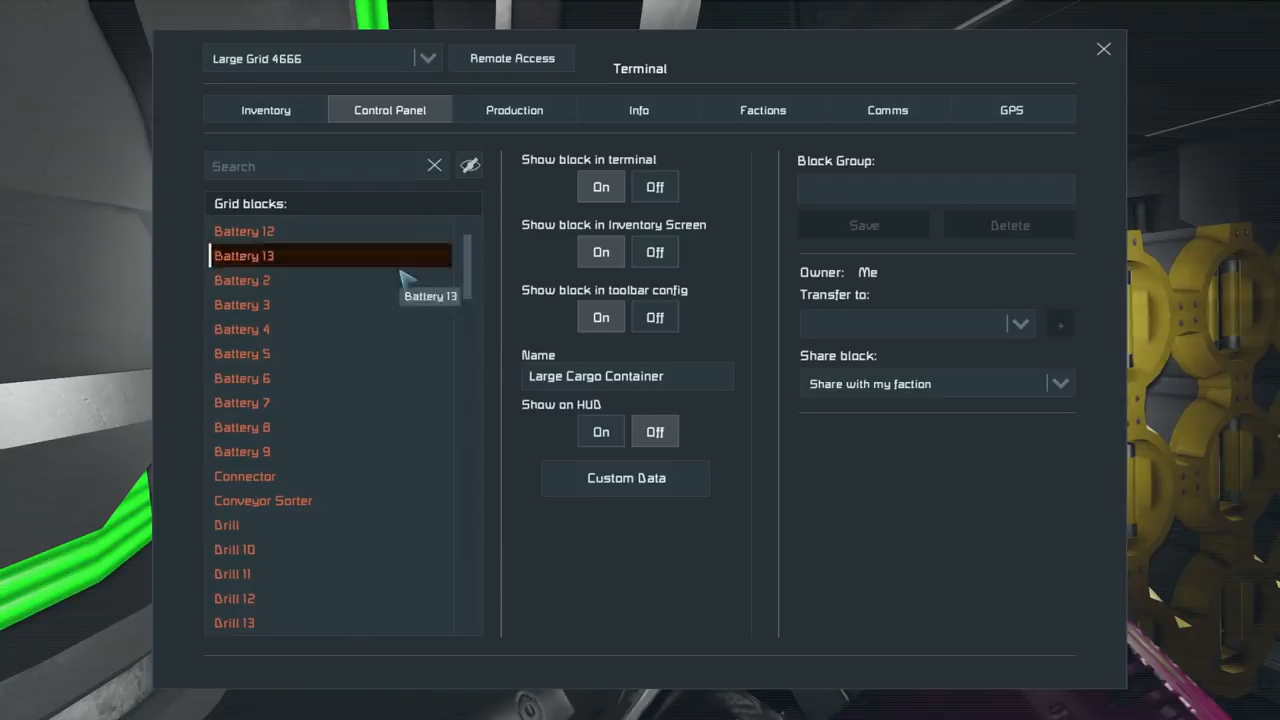 Large Grid 4666
Remote Access
Terminal
Inventory
Control Panel
Production
Info
Factions
Comms
GPS
Search
Grid blocks:
Battery 12
Battery 13
Battery 2
Battery 3
Battery 4
Battery 5
Battery 6
Battery 7
Battery 8
Battery 9
Connector
Conveyor Sorter
Drill
Drill 10
Drill 11
Drill 12
Drill 13
Battery 13
Show block in terminal
On
Off
Show block in Inventory Screen
On
Off
Show block in toolbar config
On
Off
Name
Large Cargo Container
Show on HUD
On
Off
Custom Data
Block Group:
Save
Delete
Owner: Me
Transfer to:
+
Share block:
Share with my faction